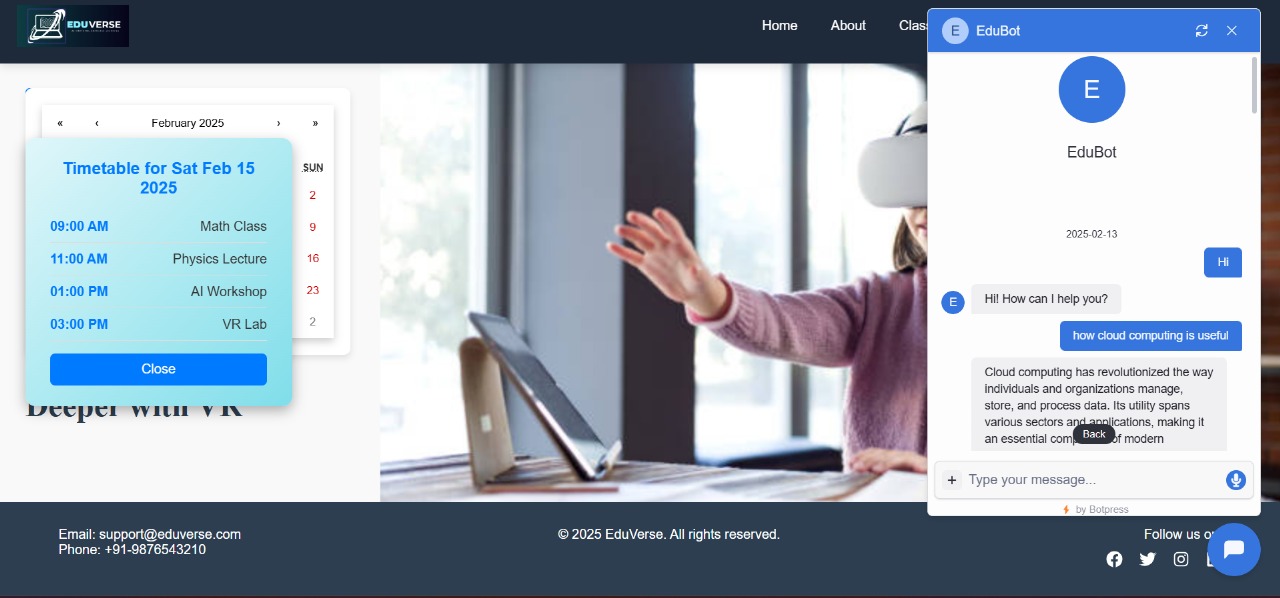 EDUVERSE
Home
About
« ‹ February 2025 › »
SUN
2
9
16
23
2
Timetable for Sat Feb 15
2025
09:00 AM Math Class
11:00 AM Physics Lecture
01:00 PM AI Workshop
03:00 PM VR Lab
Close
Deeper with VR
E EduBot
E
EduBot
2025-02-13
Hi
E Hi! How can I help you?
how cloud computing is useful
Cloud computing has revolutionized the way
individuals and organizations manage,
store, and process data. Its utility spans
various sectors and applications, making it
an essential of modern
Back
+ Type your message...
by Botpress
Email: support@eduverse.com
Phone: +91-9876543210
© 2025 EduVerse. All rights reserved.
Follow us